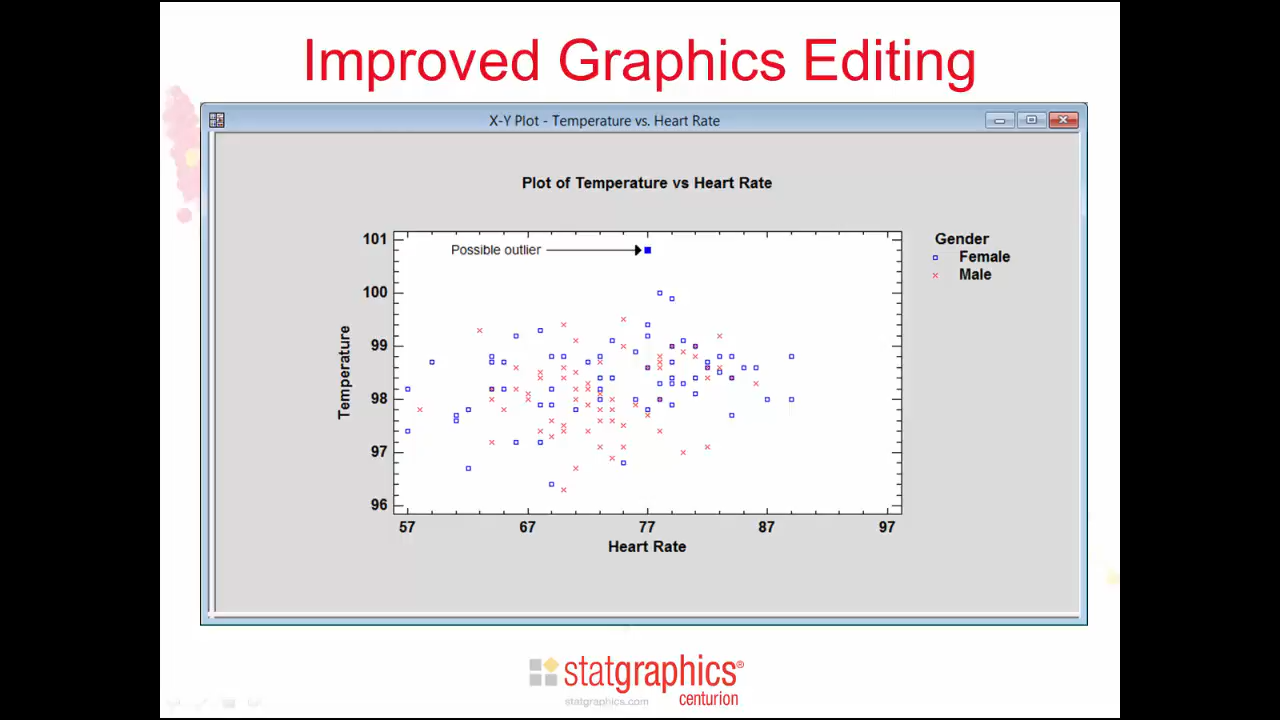 Improved Graphics Editing
X-Y Plot - Temperature vs. Heart Rate
Plot of Temperature vs Heart Rate
101
100
99
98
97
96
Temperature
Possible outlier
Gender
Female
Male
57 67 77 87 97
Heart Rate
statgraphics®
statgraphics.com
centurion